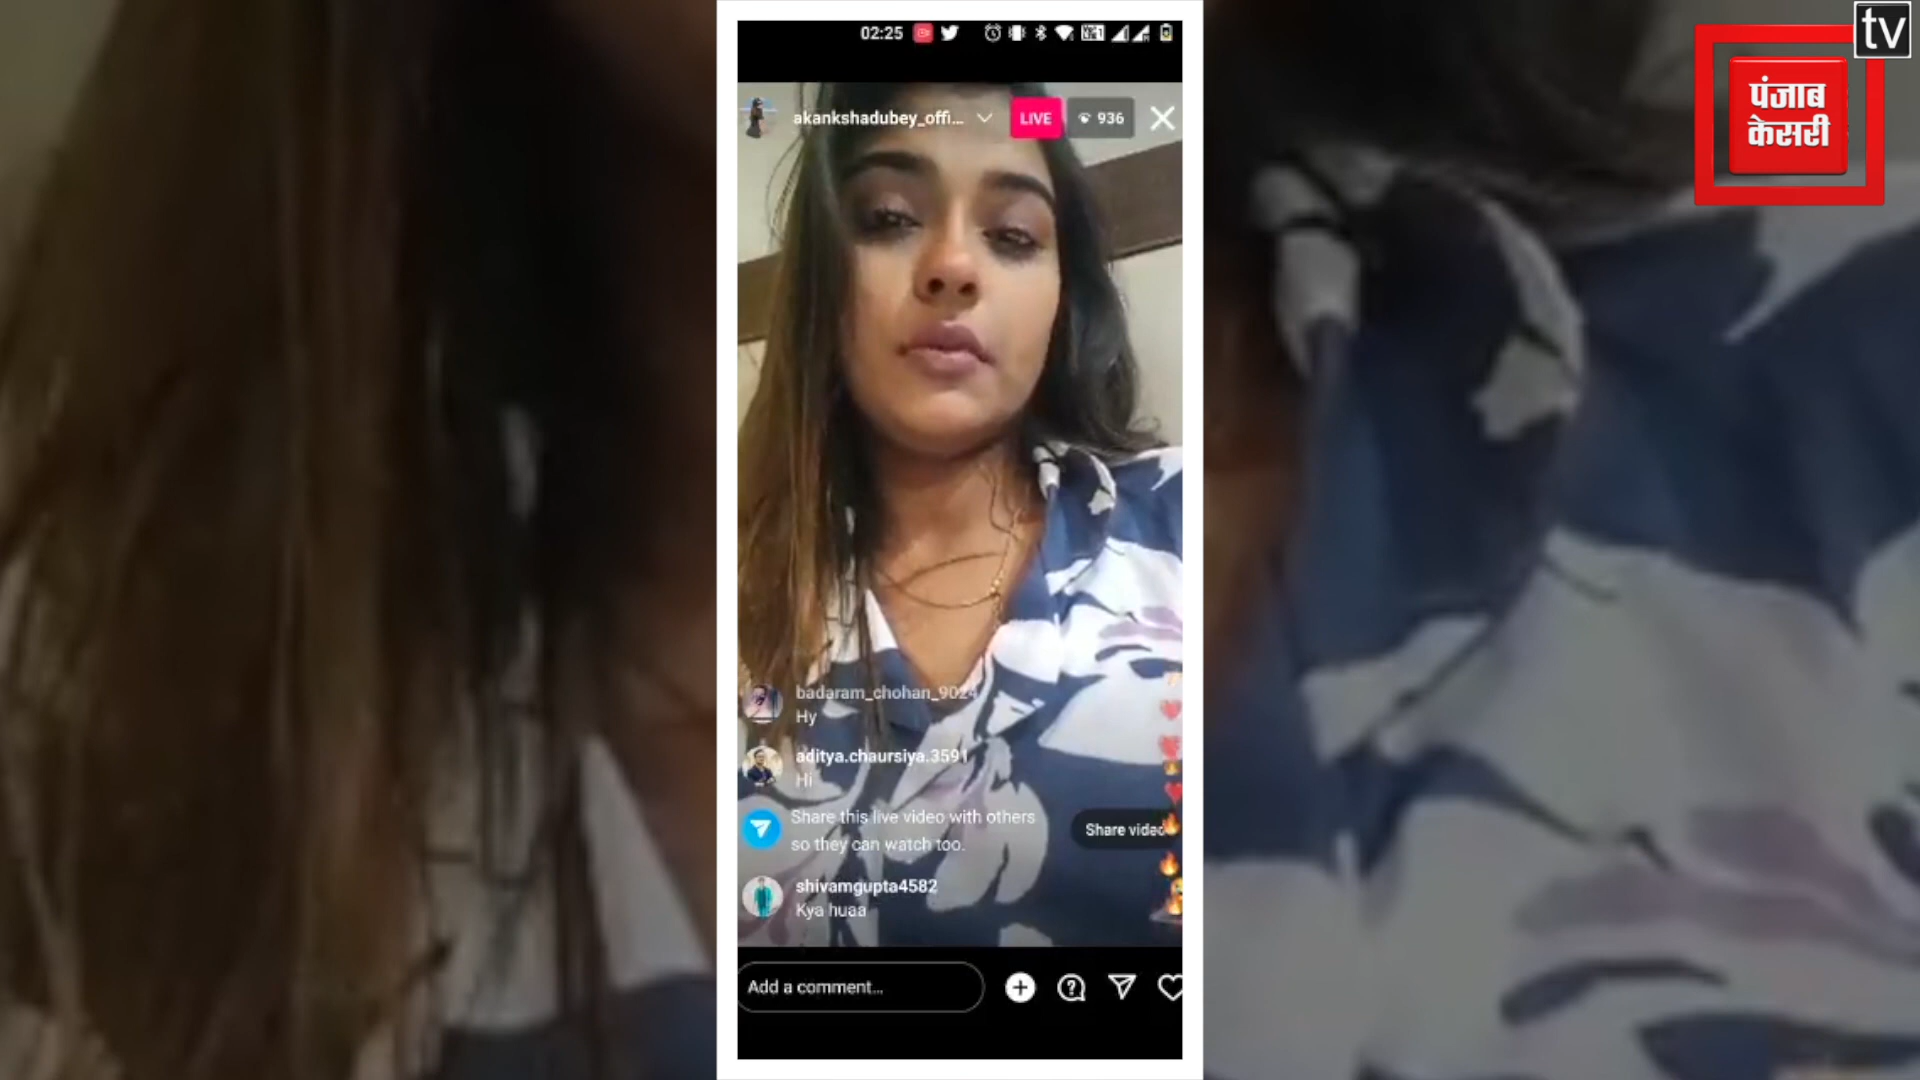 tv
पंजाब
केसरी
02:25
akankshadubey_offi...
LIVE
936
badaram_chohan_9024
Hy
aditya.chaursiya.3591
Hi
Share this live video with others
so they can watch too.
Share video
shivamgupta4582
Kya huaa
Add a comment...